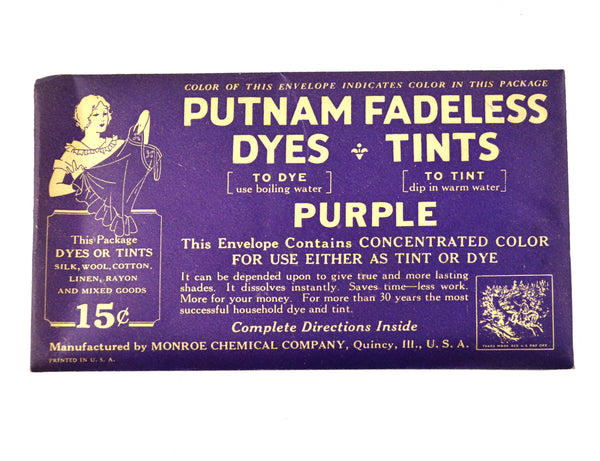 COLOR OF THIS ENVELOPE INDICATES COLOR IN THIS PACKAGE
PUTNAM FADELESS
DYES TINTS
[TO DYE
use boiling water]
[TO TINT
dip in warm water]
PURPLE
This Envelope Contains CONCENTRATED COLOR
FOR USE EITHER AS TINT OR DYE
It can be depended upon to give true and more lasting
shades. It dissolves instantly. Saves time—less work.
More for your money. For more than 30 years the most
successful household dye and tint.
Complete Directions Inside
This Package
DYES OR TINTS
SILK, WOOL, COTTON,
LINEN, RAYON
AND MIXED GOODS
15¢
TRADE MARK REG. U.S. PAT. OFF.
Manufactured by MONROE CHEMICAL COMPANY, Quincy, Ill., U. S. A.
PRINTED IN U. S. A.